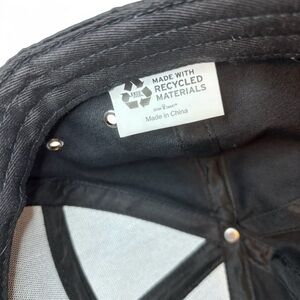 MADE WITH
RECYCLED
MATERIALS
Made in China